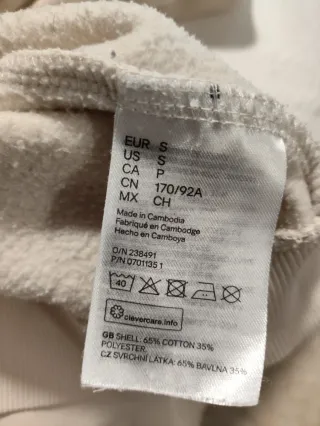 EUR S
US S
CA P
CN 170/92A
MX CH
Made in Cambodia
Fabriqué en Cambodge
Hecho en Camboya
O/N 238491
P/N 0701135 1
40
clevercare.info
GB SHELL: 65% COTTON 35%
POLYESTER.
CZ SVRCHNÍ LÁTKA: 65% BAVLNA 35%